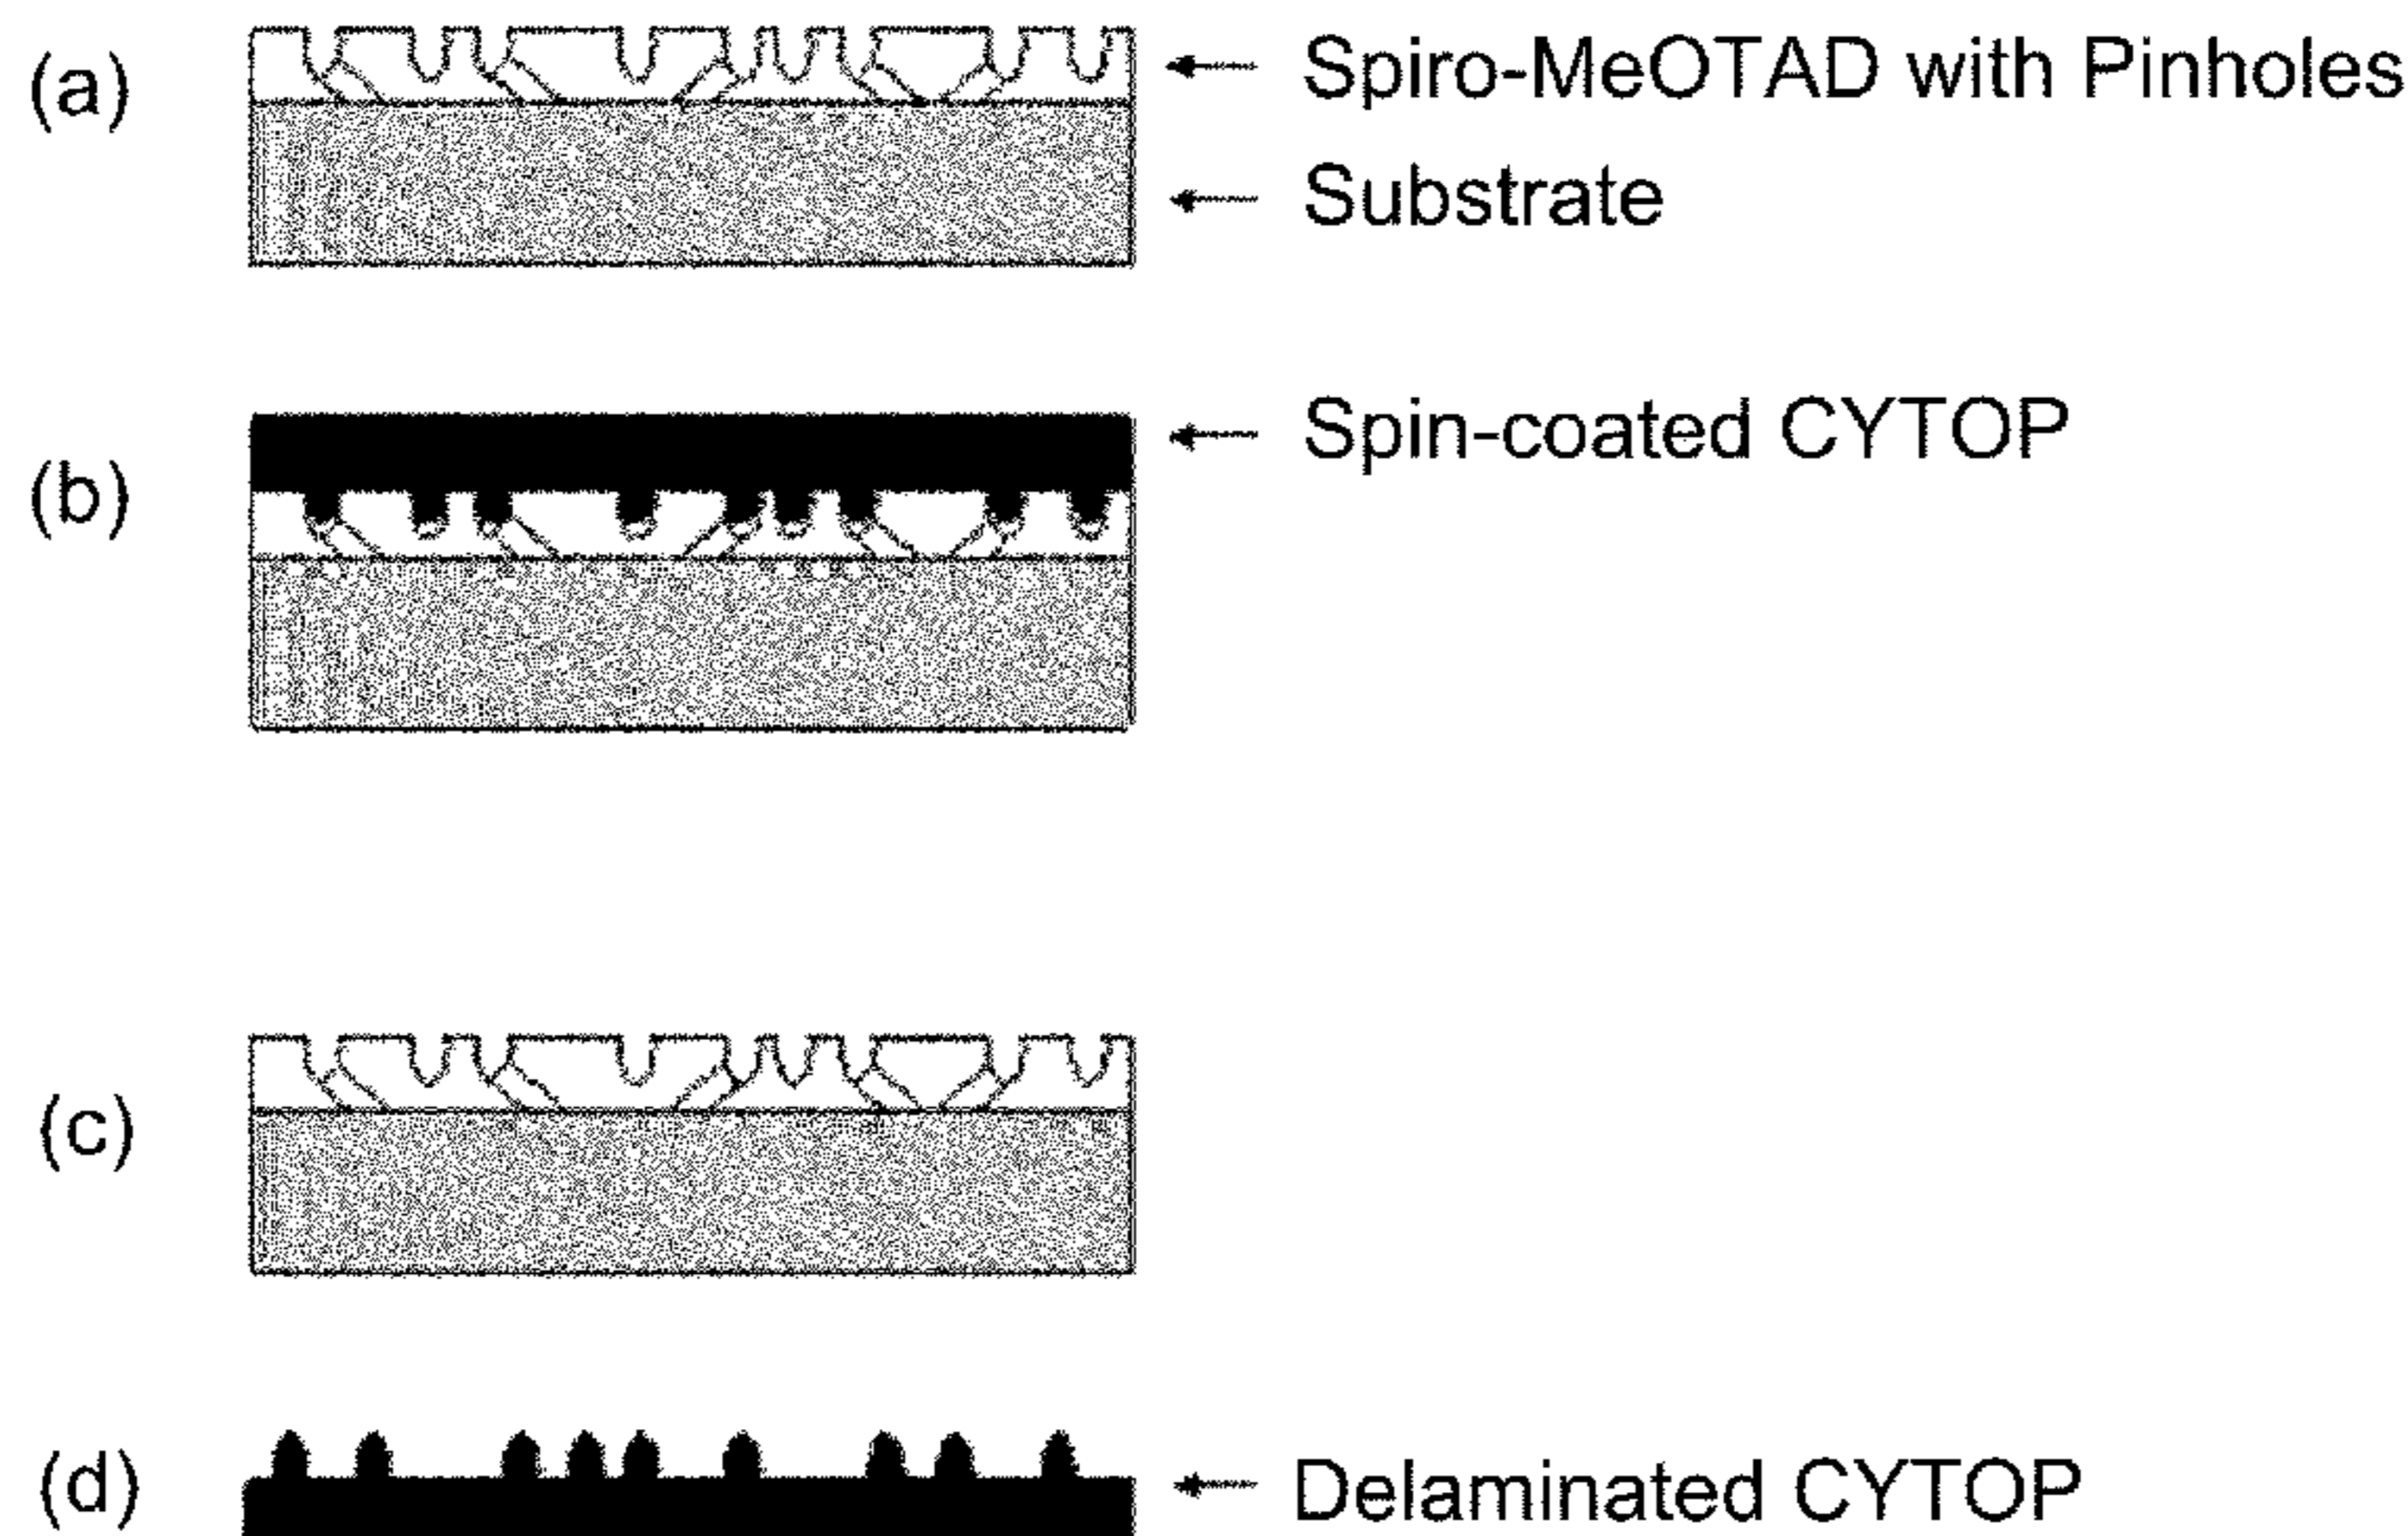 (a)
Spiro-MeOTAD with Pinholes
Substrate
(b)
Spin-coated CYTOP
(c)
(d)
Delaminated CYTOP